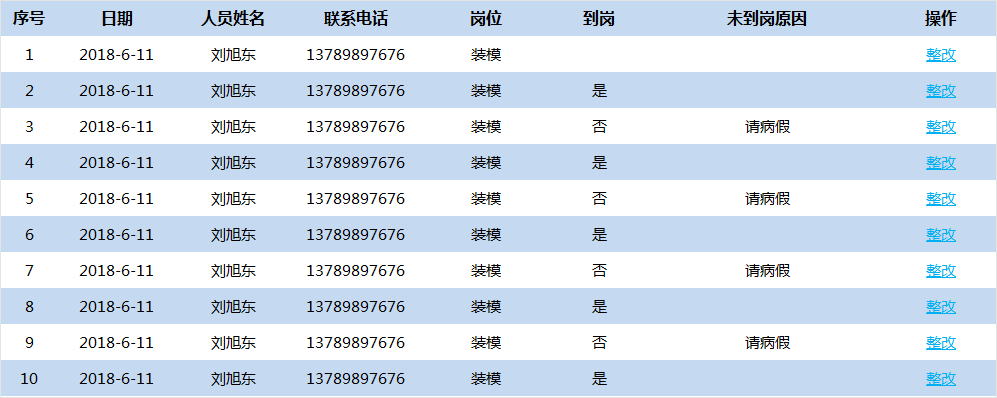 序号 日期 人员姓名 联系电话 岗位 到岗 未到岗原因 操作
1 2018-6-11 刘旭东 13789897676 装模 整改
2 2018-6-11 刘旭东 13789897676 装模 是 整改
3 2018-6-11 刘旭东 13789897676 装模 否 请病假 整改
4 2018-6-11 刘旭东 13789897676 装模 是 整改
5 2018-6-11 刘旭东 13789897676 装模 否 请病假 整改
6 2018-6-11 刘旭东 13789897676 装模 是 整改
7 2018-6-11 刘旭东 13789897676 装模 否 请病假 整改
8 2018-6-11 刘旭东 13789897676 装模 是 整改
9 2018-6-11 刘旭东 13789897676 装模 否 请病假 整改
10 2018-6-11 刘旭东 13789897676 装模 是 整改